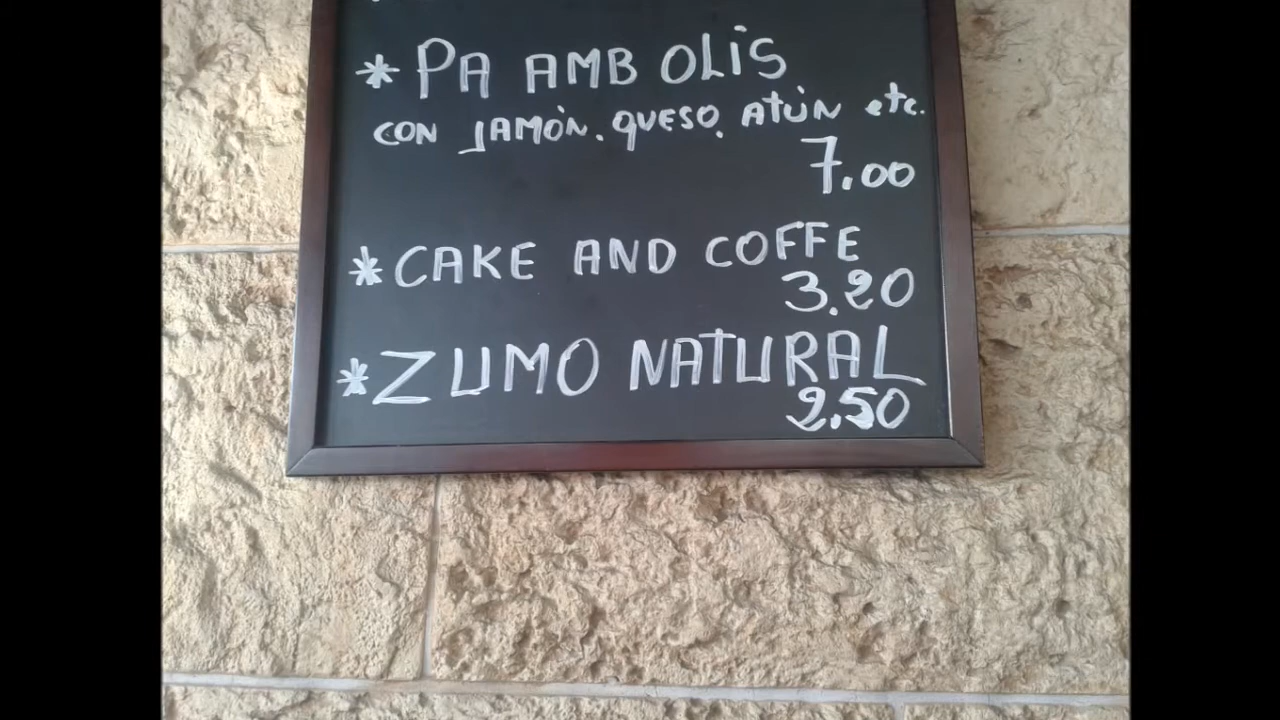 * PA AMB OLIS
CON JAMÓN. QUESO. ATÚN etc.
7.00
* CAKE AND COFFE
3.20
* ZUMO NATURAL
2.50